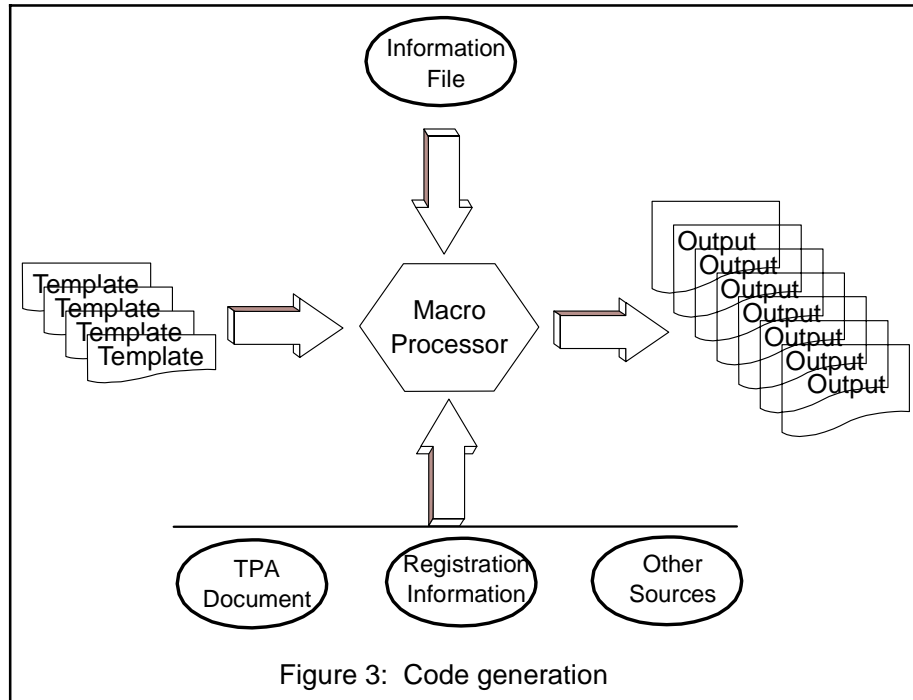 Information
File
Template
Template
Template
Template
Macro
Processor
Output
Output
Output
Output
Output
Output
Output
TPA
Document
Registration
Information
Other
Sources
Figure 3: Code generation